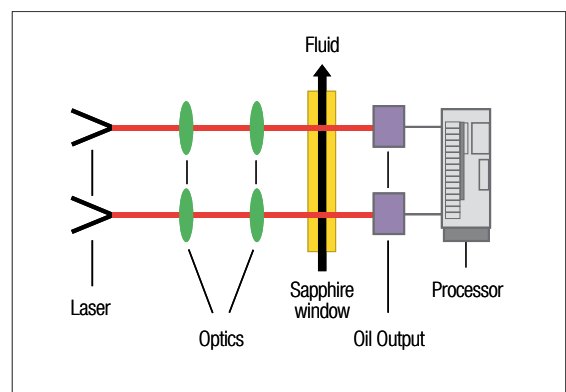 Fluid
Laser
Optics
Sapphire
window
Oil Output
Processor